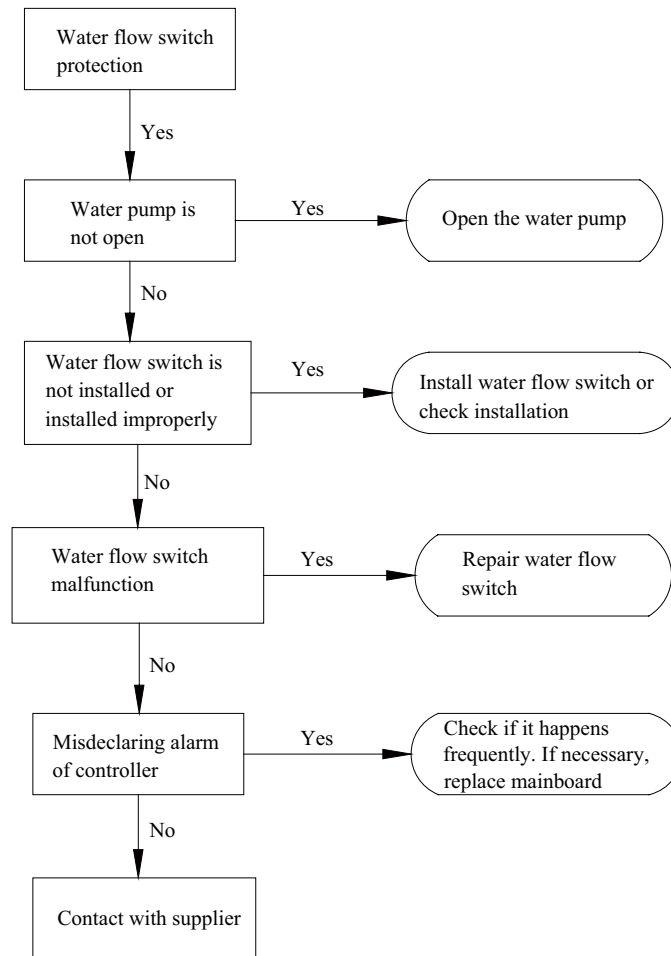 Water flow switch
protection
Yes
Water pump is
not open
Yes
Open the water pump
No
Water flow switch is
not installed or
installed improperly
Yes
Install water flow switch or
check installation
No
Water flow switch
malfunction
Yes
Repair water flow
switch
No
Misdeclaring alarm
of controller
Yes
Check if it happens
frequently. If necessary,
replace mainboard
No
Contact with supplier